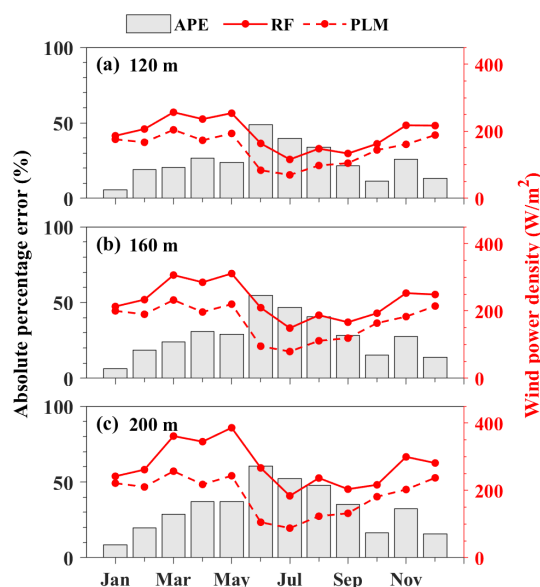 APE RF PLM
100 400
(a) 120 m
50 200
0 0
100 400
(b) 160 m
50 200
0 0
100 400
(c) 200 m
50 200
0 0
Jan Mar May Jul Sep Nov
Absolute percentage error (%)
Wind power density (W/m²)